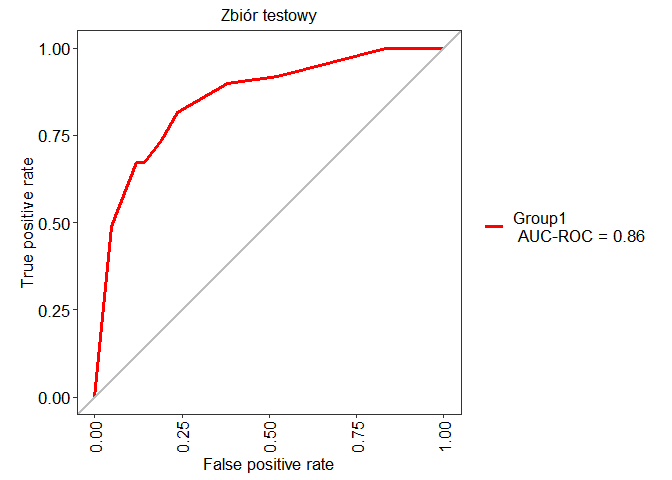 Zbiór testowy
1.00
0.75
0.50
0.25
0.00
True positive rate
0.00
0.25
0.50
0.75
1.00
False positive rate
Group1
AUC-ROC = 0.86